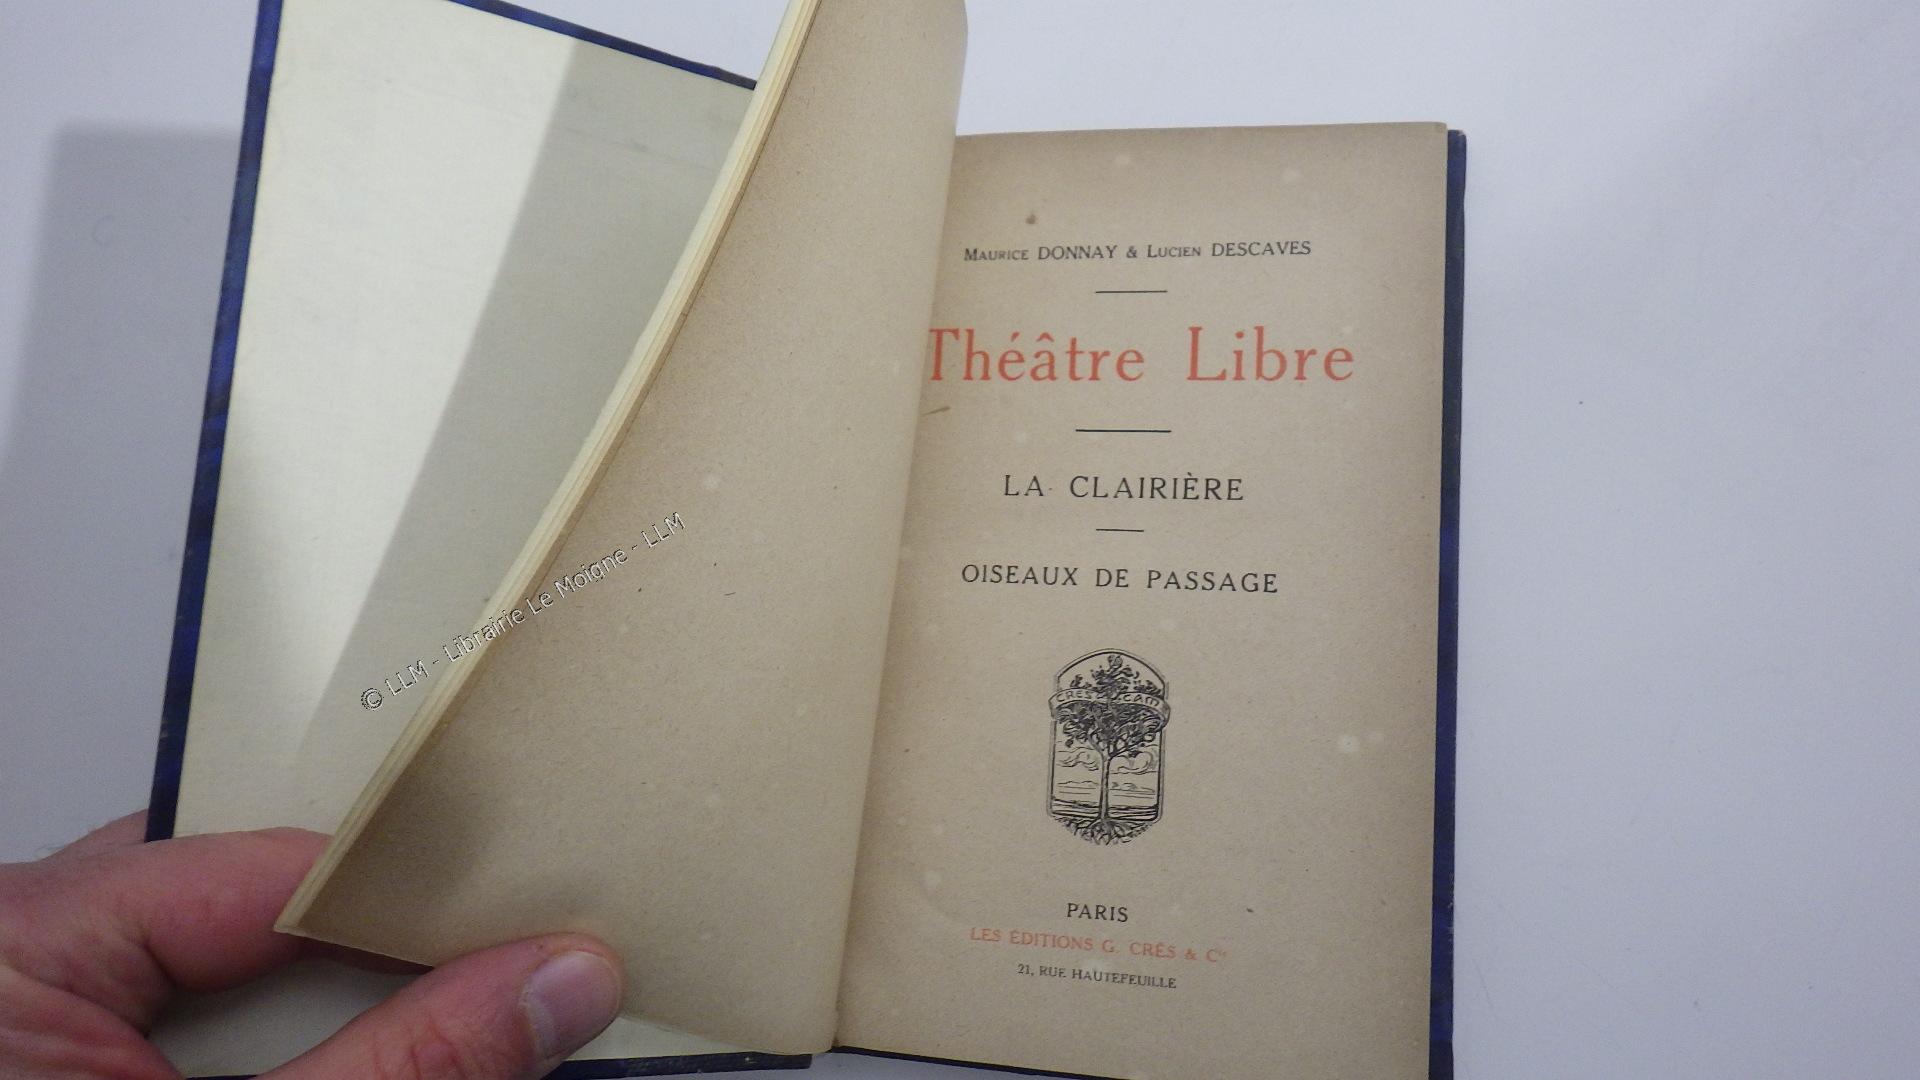 Maurice DONNAY & Lucien DESCAVES
Théâtre Libre
LA CLAIRIÈRE
OISEAUX DE PASSAGE
CRESCAM
PARIS
LES ÉDITIONS G. CRÈS & Cie
21, RUE HAUTEFEUILLE
© LLM - Librairie Le Moigne - LLM